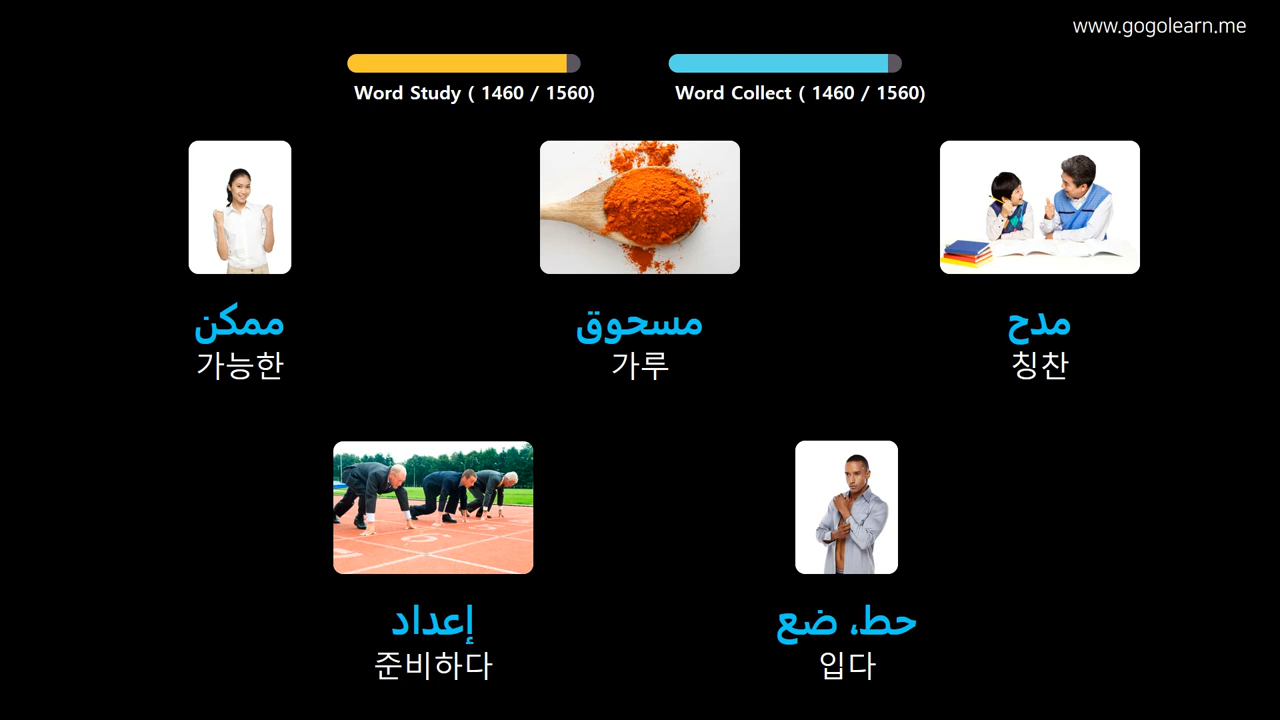 www.gogolearn.me
Word Study ( 1460 / 1560)
Word Collect ( 1460 / 1560)
ممكن
가능한
مسحوق
가루
مدح
칭찬
إعداد
준비하다
حط، ضع
입다